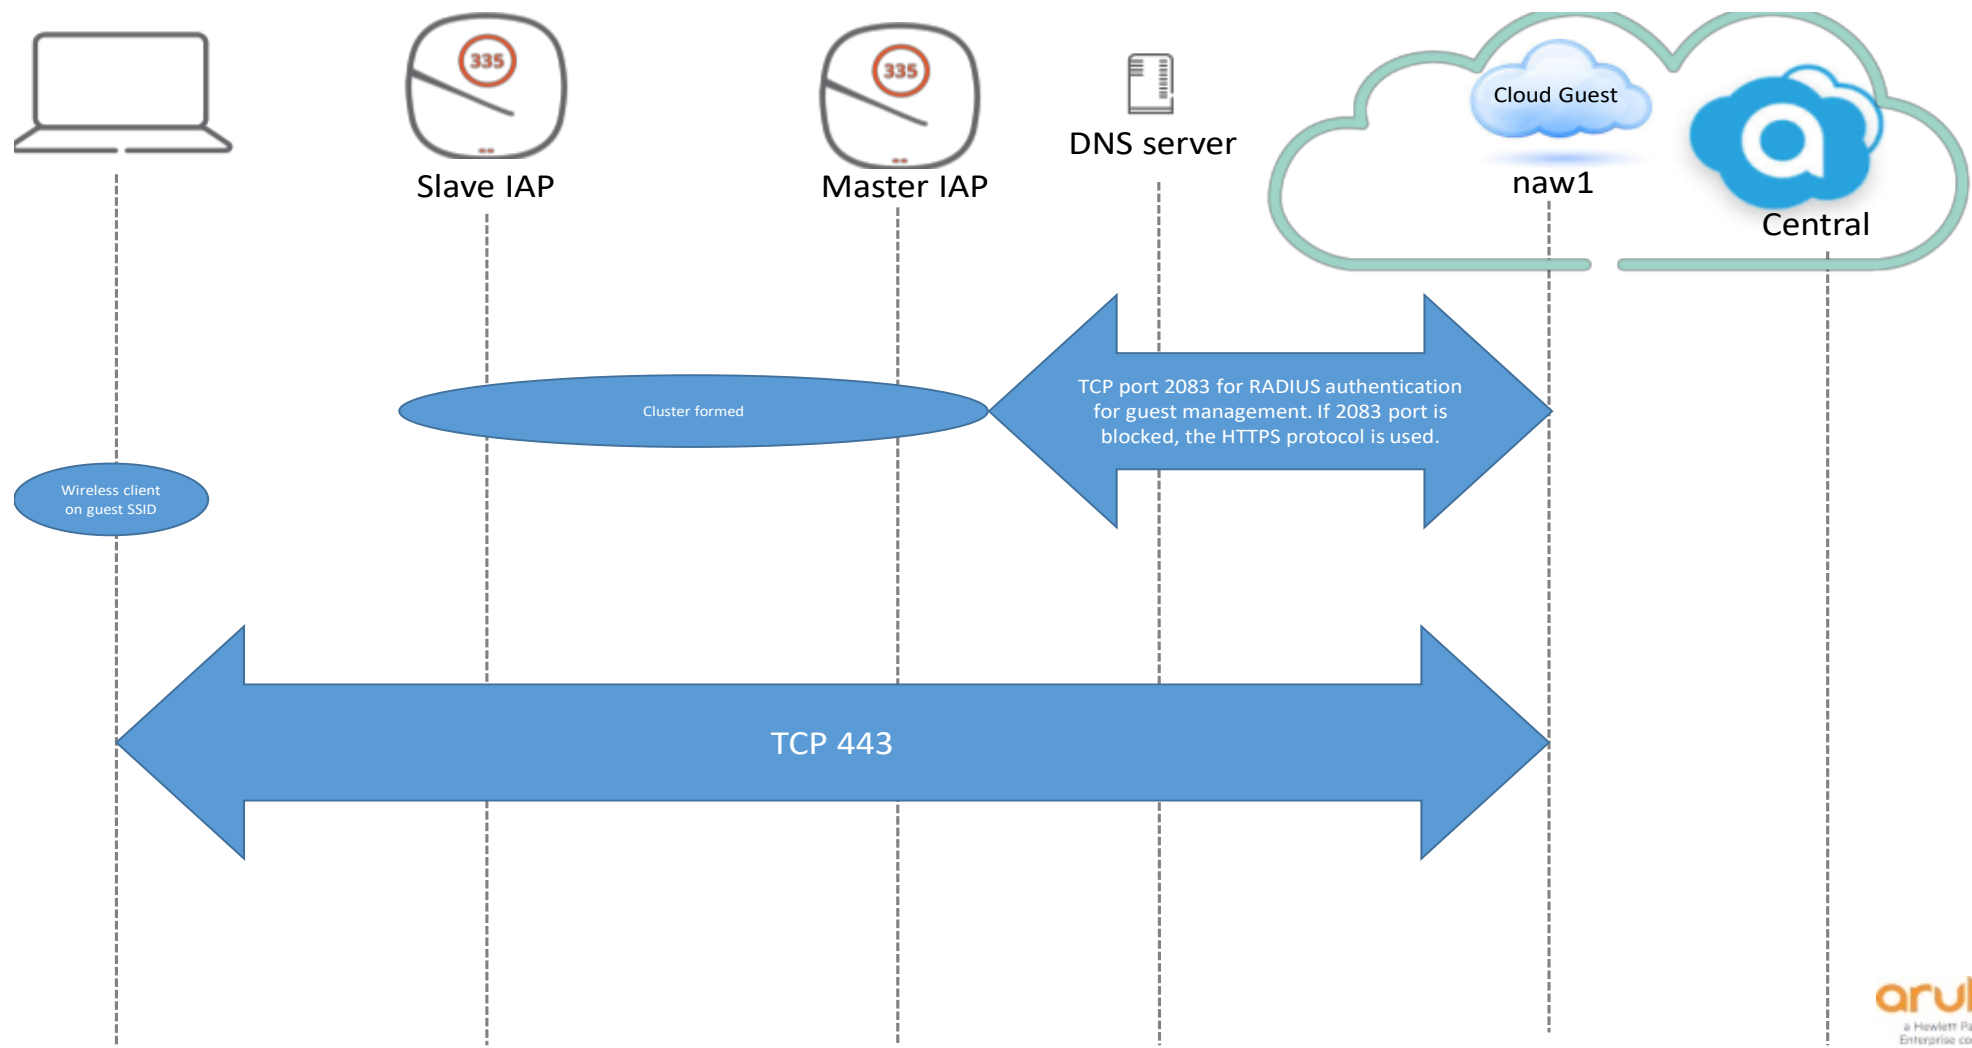 335
335
Cloud Guest
DNS server
Slave IAP
Master IAP
naw1
Central
TCP port 2083 for RADIUS authentication
for guest management. If 2083 port is
blocked, the HTTPS protocol is used.
Cluster formed
Wireless client
on guest SSID
TCP 443
a Hewlett
Enterprise